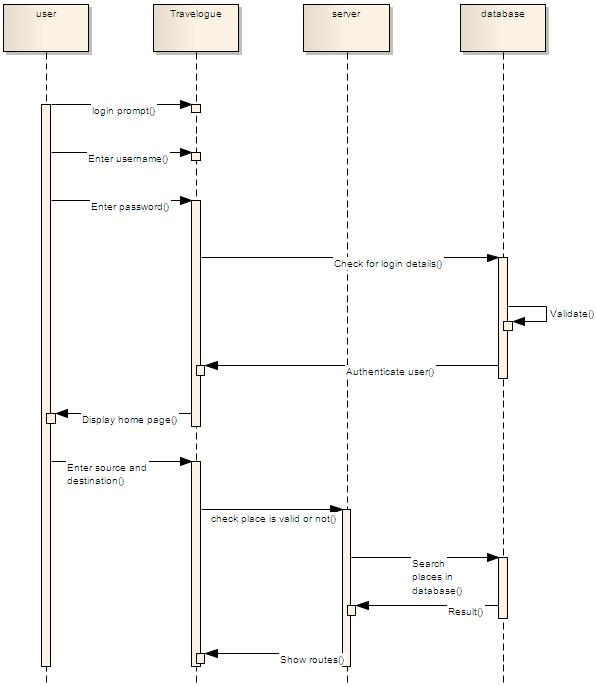 user
Travelogue
server
database
login prompt()
Enter username()
Enter password()
Check for login details()
Validate()
Authenticate user()
Display home page()
Enter source and
destination()
check place is valid or not()
Search
places in
database()
Result()
Show routes()